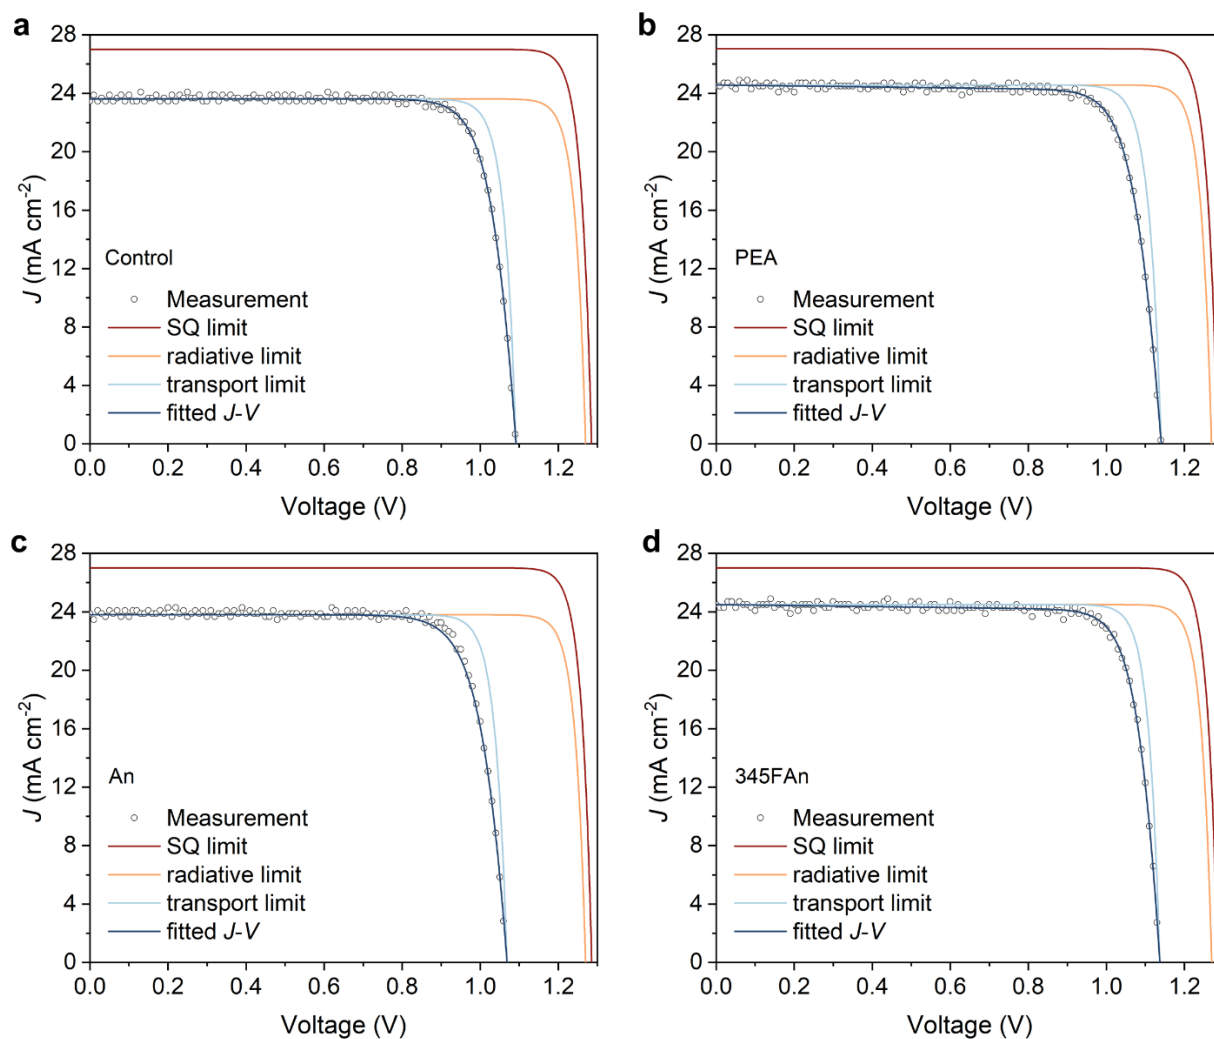 a
28
24
20
16
12
8
4
0
J (mA cm⁻²)
Control
Measurement
SQ limit
radiative limit
transport limit
fitted J-V
0.0 0.2 0.4 0.6 0.8 1.0 1.2
Voltage (V)
b
28
24
20
16
12
8
4
0
J (mA cm⁻²)
PEA
Measurement
SQ limit
radiative limit
transport limit
fitted J-V
0.0 0.2 0.4 0.6 0.8 1.0 1.2
Voltage (V)
c
28
24
20
16
12
8
4
0
J (mA cm⁻²)
An
Measurement
SQ limit
radiative limit
transport limit
fitted J-V
0.0 0.2 0.4 0.6 0.8 1.0 1.2
Voltage (V)
d
28
24
20
16
12
8
4
0
J (mA cm⁻²)
345FAn
Measurement
SQ limit
radiative limit
transport limit
fitted J-V
0.0 0.2 0.4 0.6 0.8 1.0 1.2
Voltage (V)